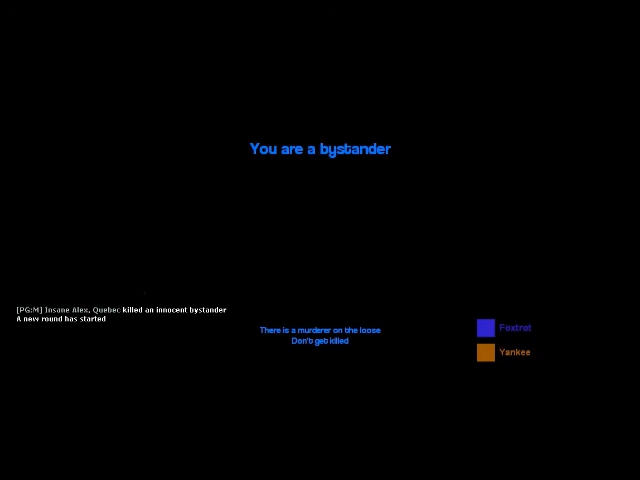 You are a bystander
[PG:M] Insane Alex, Quebec killed an innocent bystander
A new round has started
There is a murderer on the loose
Don't get killed
Foxtrot
Yankee